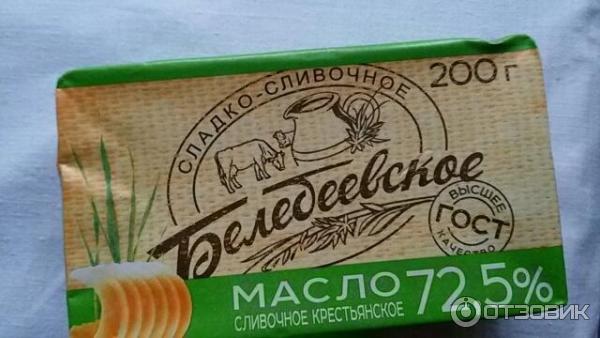 200 г
СЛАДКО-СЛИВОЧНОЕ
Белебеевское
ВЫСШЕЕ
ГОСТ
КАЧЕСТВО
МАСЛО 72,5%
СЛИВОЧНОЕ КРЕСТЬЯНСКОЕ
ОТЗОВИК